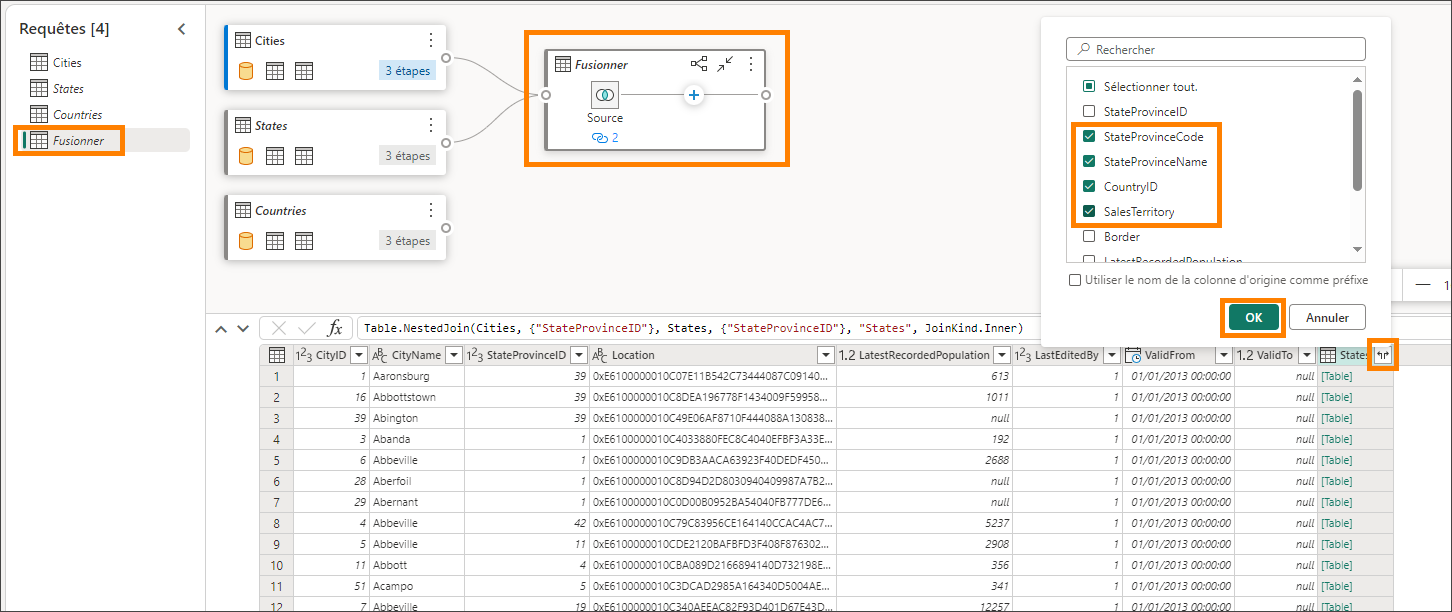 Requêtes [4]
Cities
States
Countries
Fusionner
Cities
3 étapes
States
3 étapes
Countries
3 étapes
Fusionner
Source
2
Rechercher
Sélectionner tout.
StateProvinceID
StateProvinceCode
StateProvinceName
CountryID
SalesTerritory
Border
LatestRecordedPopulation
Utiliser le nom de la colonne d'origine comme préfixe
OK Annuler
fx Table.NestedJoin(Cities, {"StateProvinceID"}, States, {"StateProvinceID"}, "States", JoinKind.Inner)
CityID CityName StateProvinceID Location LatestRecordedPopulation LastEditedBy ValidFrom ValidTo States
1 1 Aaronsburg 39 0xE6100000010C07E11B542C73444087C09140... 613 1 01/01/2013 00:00:00 null [Table]
2 16 Abbottstown 39 0xE6100000010C8DEA196778F1434009F59958... 1011 1 01/01/2013 00:00:00 null [Table]
3 39 Abington 39 0xE6100000010C49E06AF8710F444088A130838... null 1 01/01/2013 00:00:00 null [Table]
4 3 Abanda 1 0xE6100000010C4033880FEC8C4040EFBF3A33E... 192 1 01/01/2013 00:00:00 null [Table]
5 6 Abbeville 1 0xE6100000010C9DB3AACA63923F40DEDF450... 2688 1 01/01/2013 00:00:00 null [Table]
6 28 Aberfoil 1 0xE6100000010C8D94D2D8030940409987A7B2... null 1 01/01/2013 00:00:00 null [Table]
7 29 Abernant 1 0xE6100000010C0D00B0952BA54040FB777DE6... null 1 01/01/2013 00:00:00 null [Table]
8 4 Abbeville 42 0xE6100000010C79C83956CE164140CCAC4AC7... 5237 1 01/01/2013 00:00:00 null [Table]
9 5 Abbeville 11 0xE6100000010CDE2120BAFBFD3F408F876302... 2908 1 01/01/2013 00:00:00 null [Table]
10 11 Abbott 4 0xE6100000010CBA089D2166894140D732198E... 356 1 01/01/2013 00:00:00 null [Table]
11 51 Acampo 5 0xE6100000010C3DCAD2985A164340D5004AE... 341 1 01/01/2013 00:00:00 null [Table]
12 7 Abbeville 19 0xE6100000010C340AEEAC82F93D401D67E43D... 12257 1 01/01/2013 00:00:00 null [Table]